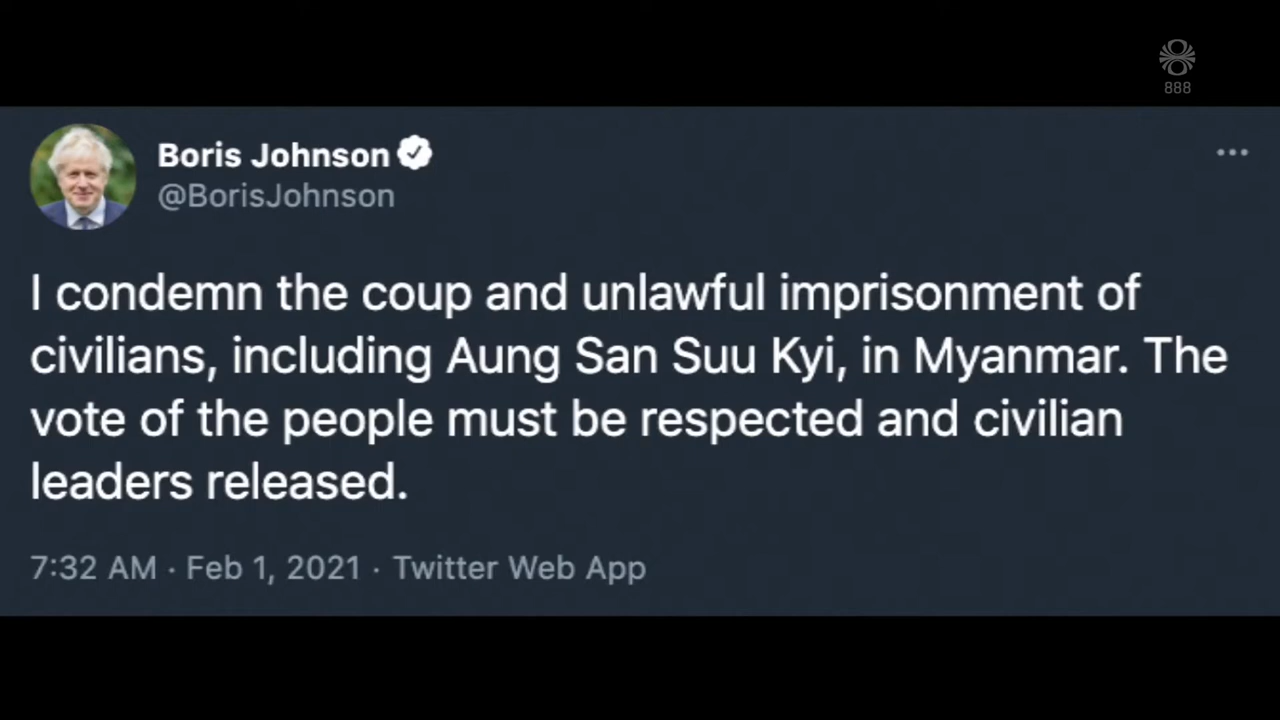 888
Boris Johnson
@BorisJohnson
I condemn the coup and unlawful imprisonment of
civilians, including Aung San Suu Kyi, in Myanmar. The
vote of the people must be respected and civilian
leaders released.
7:32 AM · Feb 1, 2021 · Twitter Web App